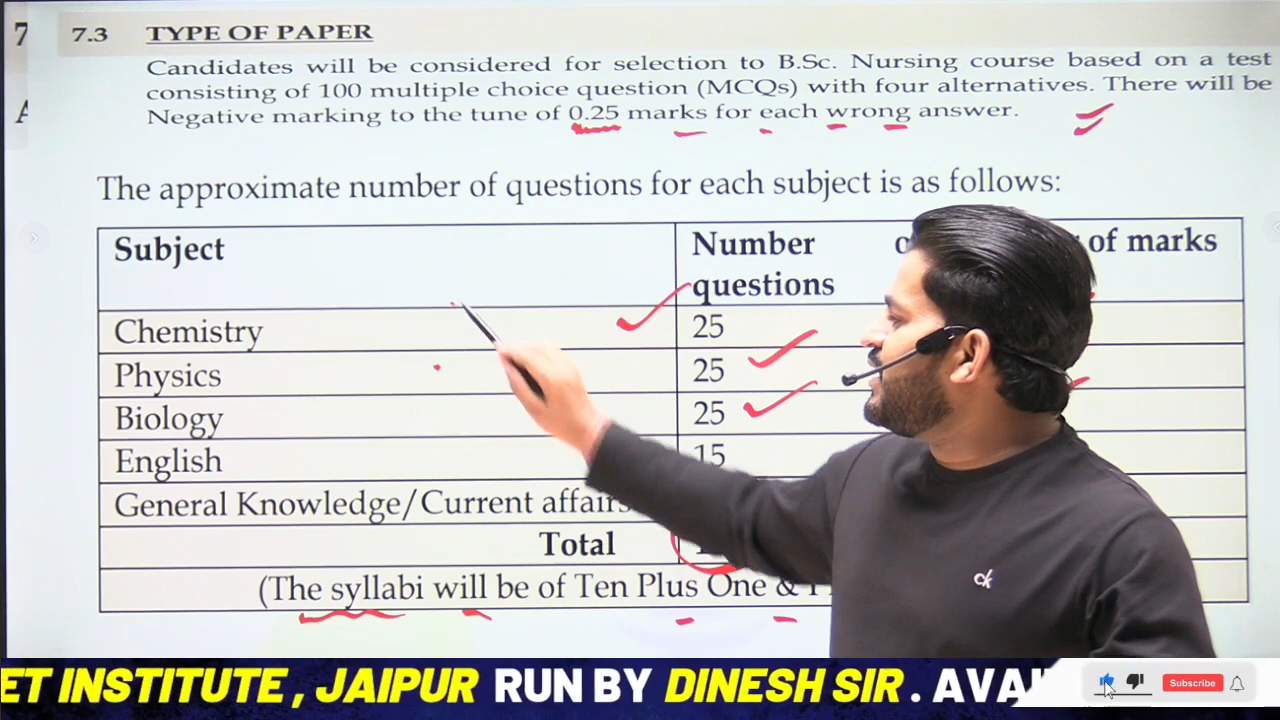 7
A
7.3 TYPE OF PAPER
Candidates will be considered for selection to B.Sc. Nursing course based on a test
consisting of 100 multiple choice question (MCQs) with four alternatives. There will be
Negative marking to the tune of 0.25 marks for each wrong answer.
The approximate number of questions for each subject is as follows:
Subject Number of marks
questions
Chemistry 25
Physics 25
Biology 25
English 15
General Knowledge/Current affairs
Total
(The syllabi will be of Ten Plus One &
ck
ET INSTITUTE, JAIPUR RUN BY DINESH SIR. AVAI
Subscribe